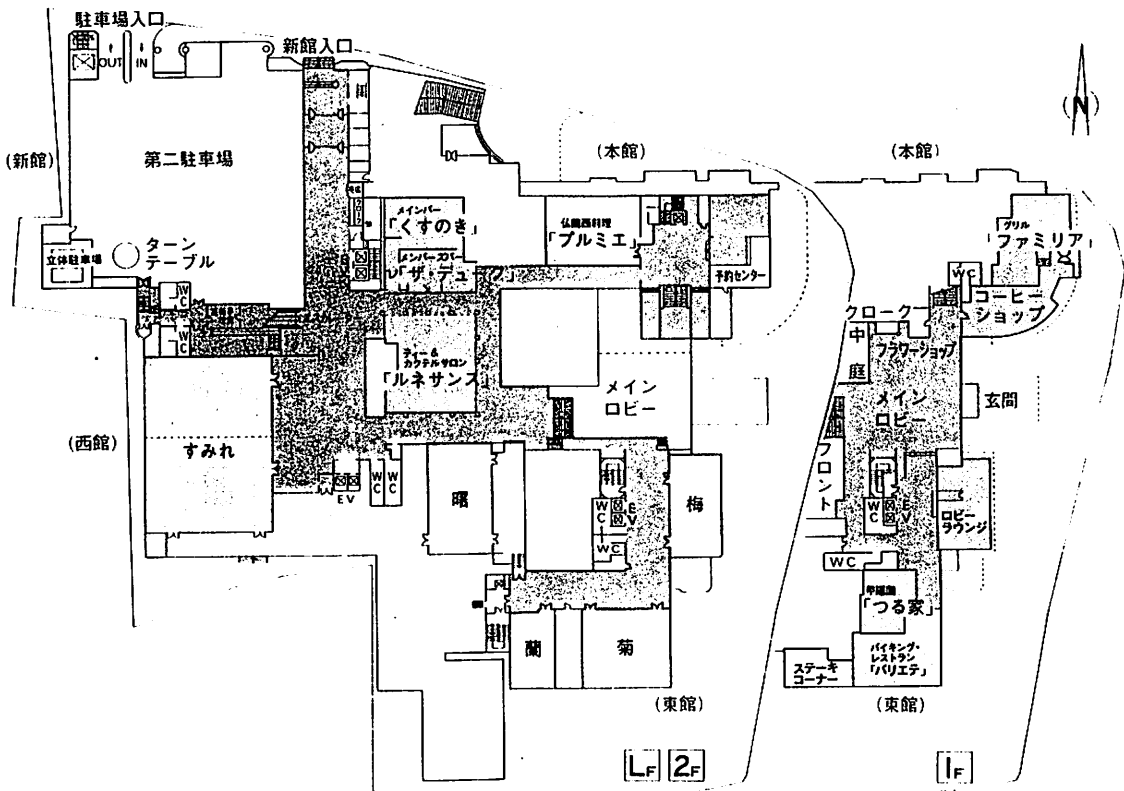 駐車場入口
OUT
IN
新館入口
(新館)
第二駐車場
立体駐車場
ターン
テーブル
WC
WC
メインバー
「くすのき」
メンバーズバー
「ザ・デューク」
ティー&
カクテルサロン
「ルネサンス」
(本館)
仏蘭西料理
「プルミエ」
予約センター
メイン
ロビー
(西館)
すみれ
EV
WC
WC
曙
WC
EV
WC
梅
蘭
菊
(東館)
LF
2F
N
(本館)
グリル
「ファミリア」
WC
コーヒー
ショップ
クローク
フラワーショップ
中庭
メイン
ロビー
玄関
フロント
WC
EV
ロビー
ラウンジ
WC
「つる家」
バイキング・
レストラン
「バリエテ」
ステーキ
コーナー
(東館)
1F